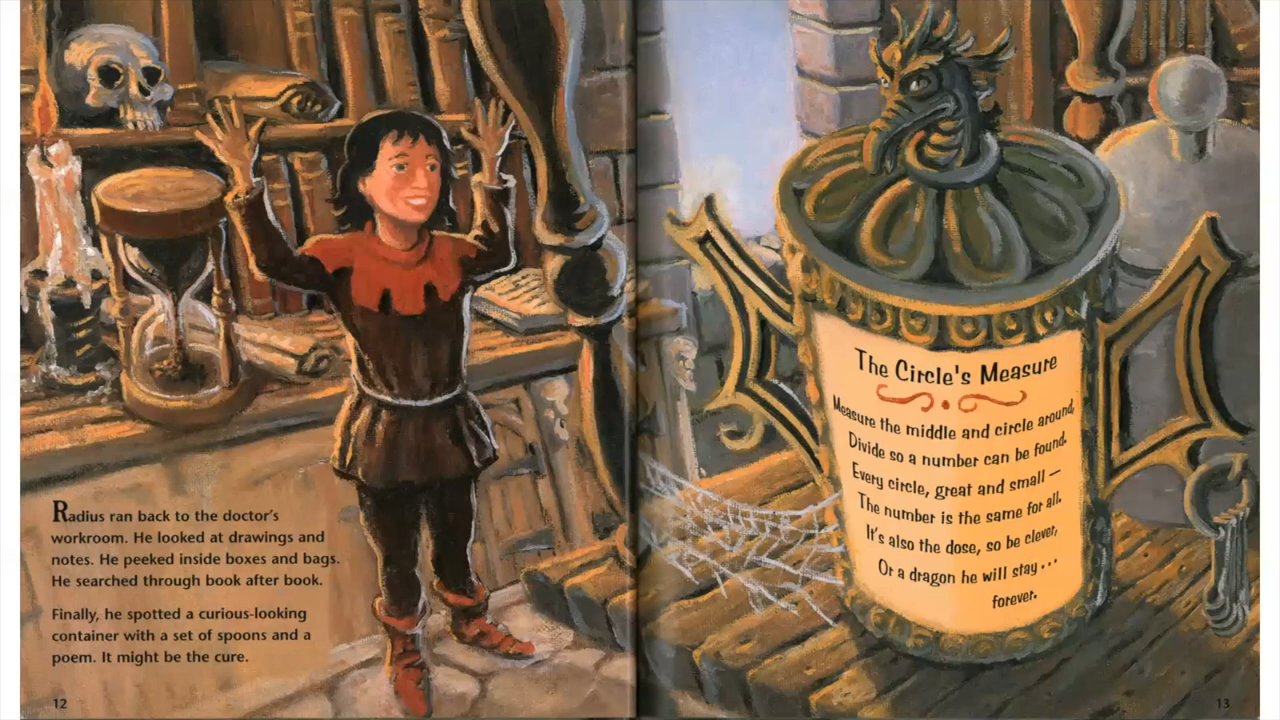 Radius ran back to the doctor's
workroom. He looked at drawings and
notes. He peeked inside boxes and bags.
He searched through book after book.
Finally, he spotted a curious-looking
container with a set of spoons and a
poem. It might be the cure.
12
The Circle's Measure
Measure the middle and circle around,
Divide so a number can be found.
Every circle, great and small —
The number is the same for all.
It's also the dose, so be clever,
Or a dragon he will stay ...
forever.
13